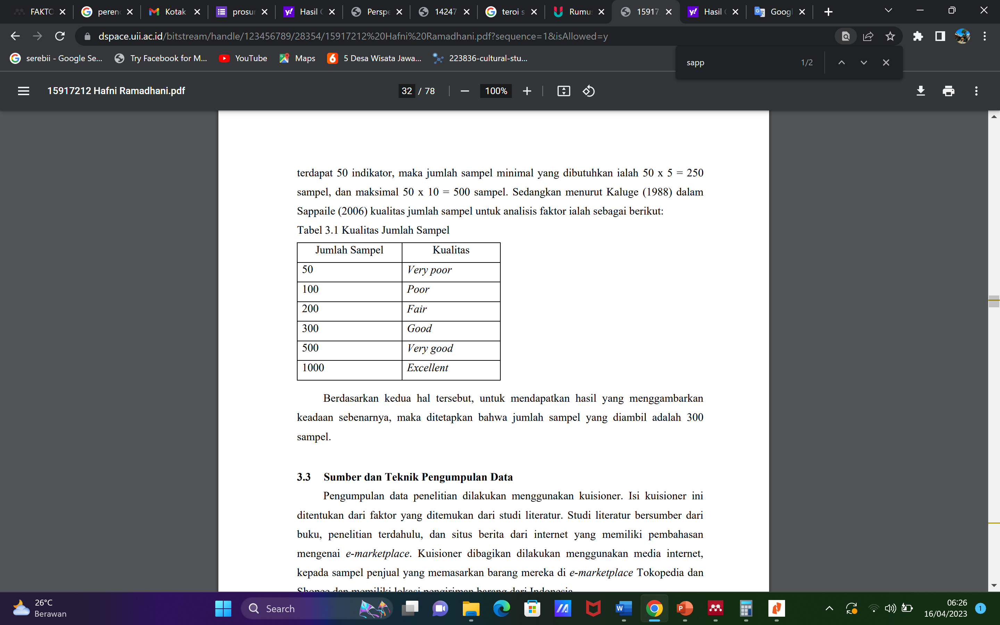 FAKTO
peren
Kotak
prosur
Hasil (
Perspe
14247
teroi s
Rumus
15917
Hasil (
Googl
dspace.uii.ac.id/bitstream/handle/123456789/28354/15917212%20Hafni%20Ramadhani.pdf?sequence=1&isAllowed=y
serebii - Google Se...
Try Facebook for M...
YouTube
Maps
5 Desa Wisata Jawa...
223836-cultural-stu...
sapp 1/2
15917212 Hafni Ramadhani.pdf
32 / 78
100%
terdapat 50 indikator, maka jumlah sampel minimal yang dibutuhkan ialah 50 x 5 = 250
sampel, dan maksimal 50 x 10 = 500 sampel. Sedangkan menurut Kaluge (1988) dalam
Sappaile (2006) kualitas jumlah sampel untuk analisis faktor ialah sebagai berikut:
Tabel 3.1 Kualitas Jumlah Sampel
Jumlah Sampel Kualitas
50 Very poor
100 Poor
200 Fair
300 Good
500 Very good
1000 Excellent
Berdasarkan kedua hal tersebut, untuk mendapatkan hasil yang menggambarkan
keadaan sebenarnya, maka ditetapkan bahwa jumlah sampel yang diambil adalah 300
sampel.
3.3 Sumber dan Teknik Pengumpulan Data
Pengumpulan data penelitian dilakukan menggunakan kuisioner. Isi kuisioner ini
ditentukan dari faktor yang ditemukan dari studi literatur. Studi literatur bersumber dari
buku, penelitian terdahulu, dan situs berita dari internet yang memiliki pembahasan
mengenai e-marketplace. Kuisioner dibagikan dilakukan menggunakan media internet,
kepada sampel penjual yang memasarkan barang mereka di e-marketplace Tokopedia dan
Shopee dan memiliki lokasi pengiriman barang dari Indonesia
26°C
Berawan
Search
06:26
16/04/2023
1